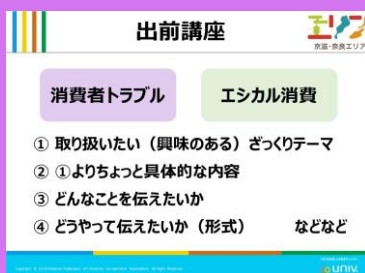 出前講座
京滋・奈良エリア
消費者トラブル
エシカル消費
① 取り扱いたい（興味のある）ざっくりテーマ
② ①よりちょっと具体的な内容
③ どんなことを伝えたいか
④ どうやって伝えたいか（形式） などなど
UNIV.